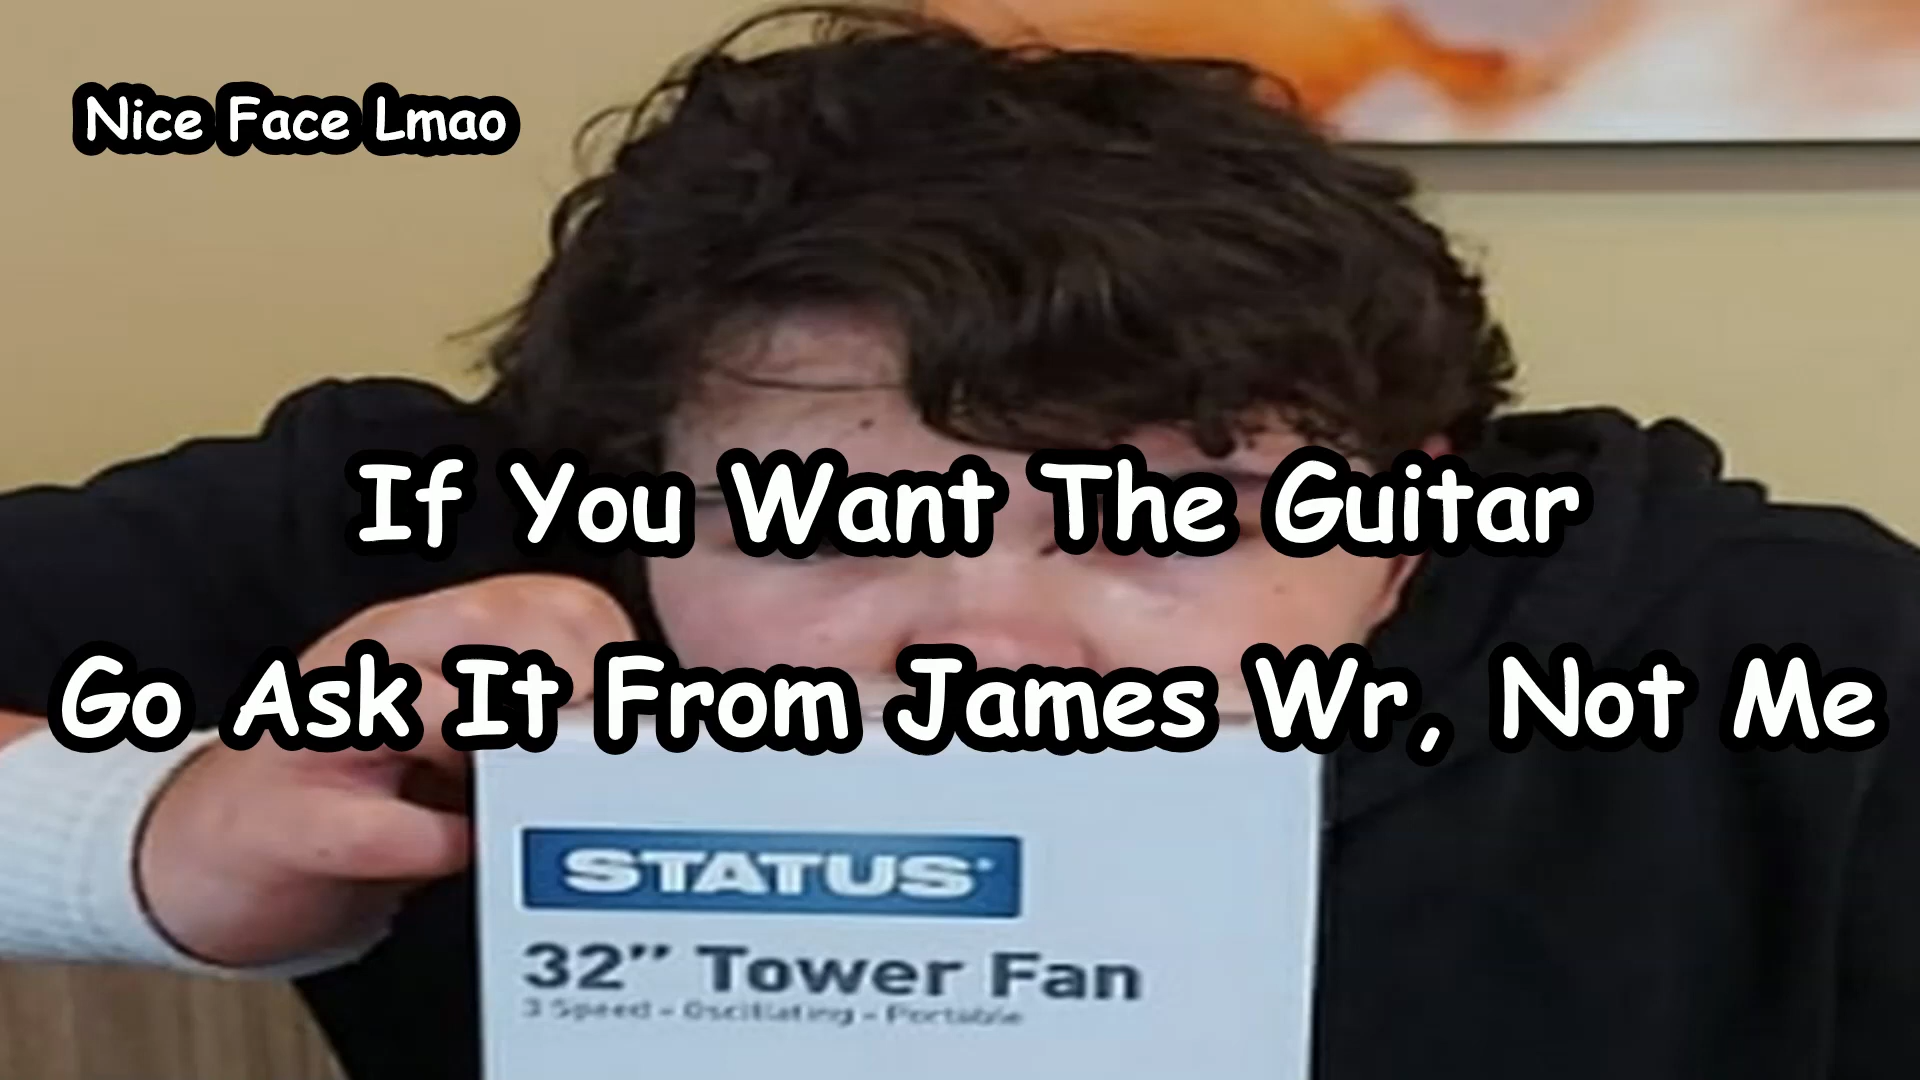 Nice Face Lmao
If You Want The Guitar
Go Ask It From James Wr, Not Me
STATUS
32” Tower Fan
3 Speed - Oscillating - Portable